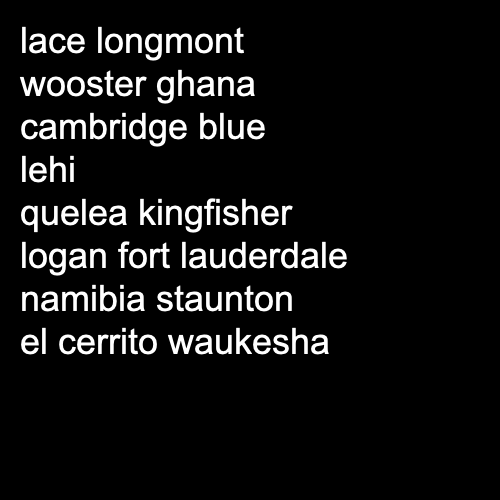 lace longmont
wooster ghana
cambridge blue
lehi
quelea kingfisher
logan fort lauderdale
namibia staunton
el cerrito waukesha